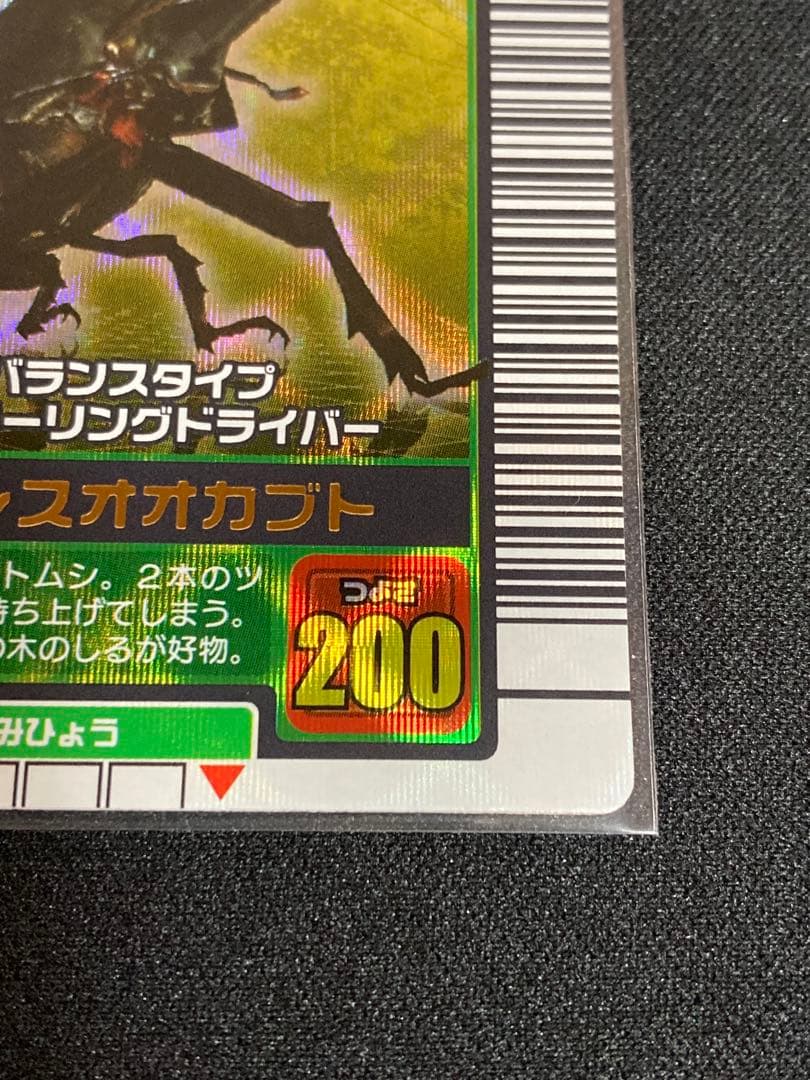 バランスタイプ
ーリングドライバー
スオオカブト
トムシ。２本のツ
持ち上げてしまう。
の木のしるが好物。
つよさ
200
みひょう